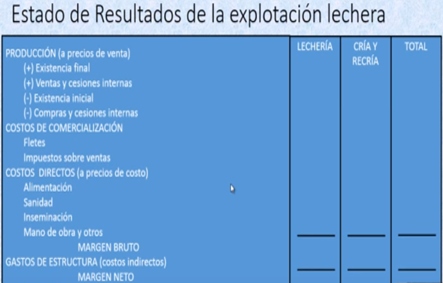 Estado de Resultados de la explotación lechera
LECHERÍA
CRÍA Y
RECRÍA
TOTAL
PRODUCCIÓN (a precios de venta)
(+) Existencia final
(+) Ventas y cesiones internas
(-) Existencia inicial
(-) Compras y cesiones internas
COSTOS DE COMERCIALIZACIÓN
Fletes
Impuestos sobre ventas
COSTOS DIRECTOS (a precios de costo)
Alimentación
Sanidad
Inseminación
Mano de obra y otros
MARGEN BRUTO
GASTOS DE ESTRUCTURA (costos indirectos)
MARGEN NETO